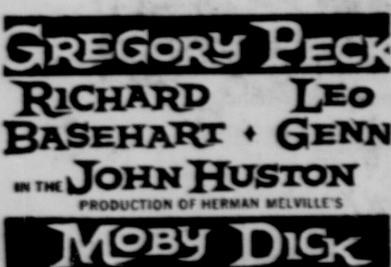 GREGORY PECK
RICHARD LEO
BASEHART • GENN
IN THE JOHN HUSTON
PRODUCTION OF HERMAN MELVILLE'S
MOBY DICK